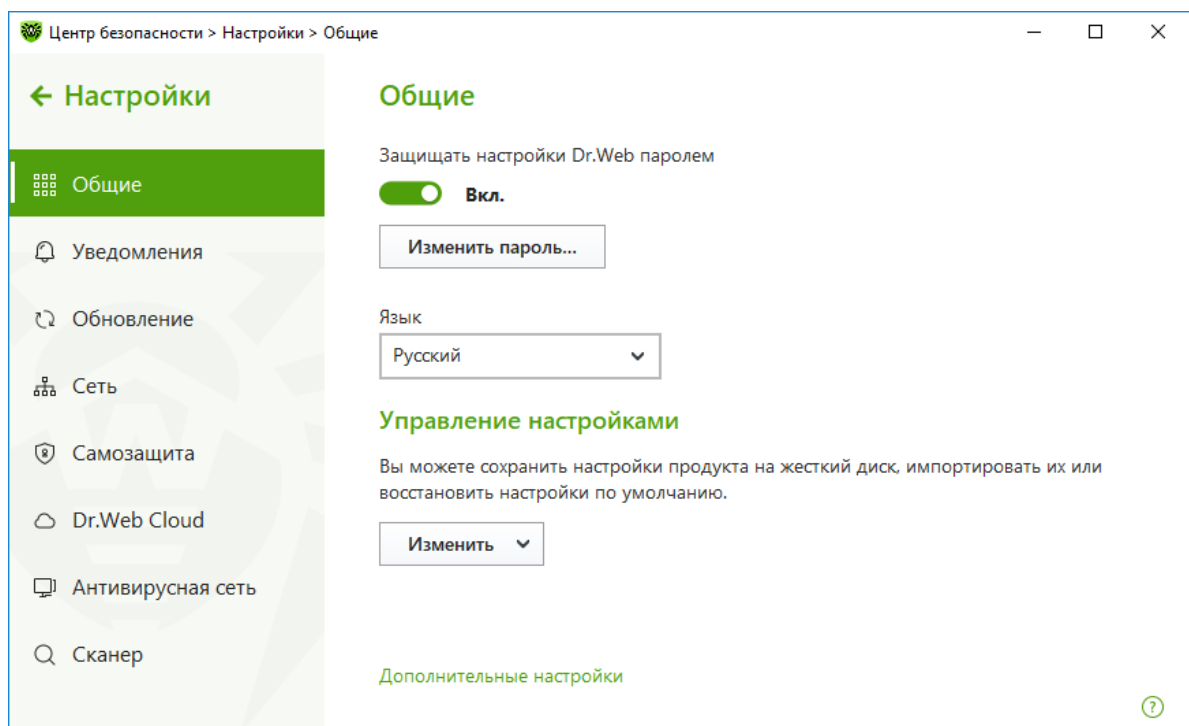 Центр безопасности > Настройки > Общие
Настройки
Общие
Уведомления
Обновление
Сеть
Самозащита
Dr.Web Cloud
Антивирусная сеть
Сканер
Общие
Защищать настройки Dr.Web паролем
Вкл.
Изменить пароль...
Язык
Русский
Управление настройками
Вы можете сохранить настройки продукта на жесткий диск, импортировать их или
восстановить настройки по умолчанию.
Изменить
Дополнительные настройки
?